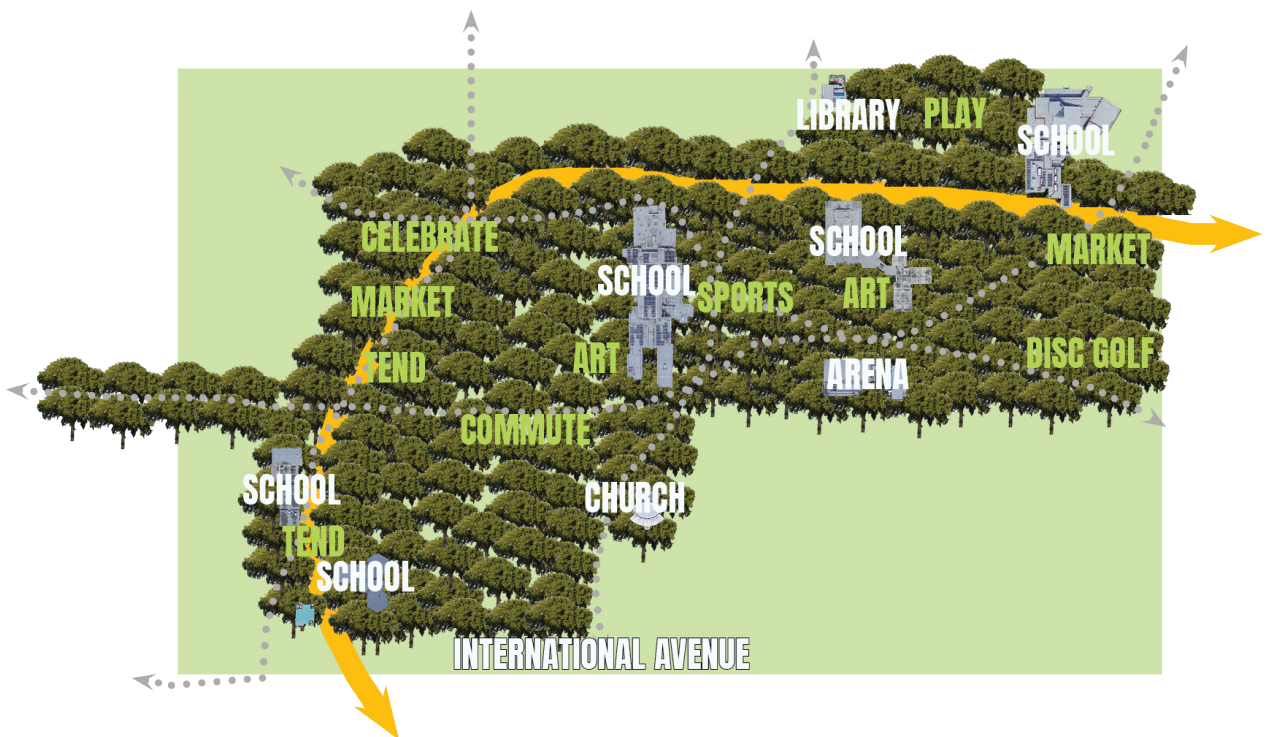 LIBRARY
PLAY
SCHOOL
CELEBRATE
SCHOOL
MARKET
SCHOOL
MARKET
SPORTS
ART
TEND
ART
ARENA
DISC GOLF
COMMUTE
SCHOOL
CHURCH
TEND
SCHOOL
INTERNATIONAL AVENUE